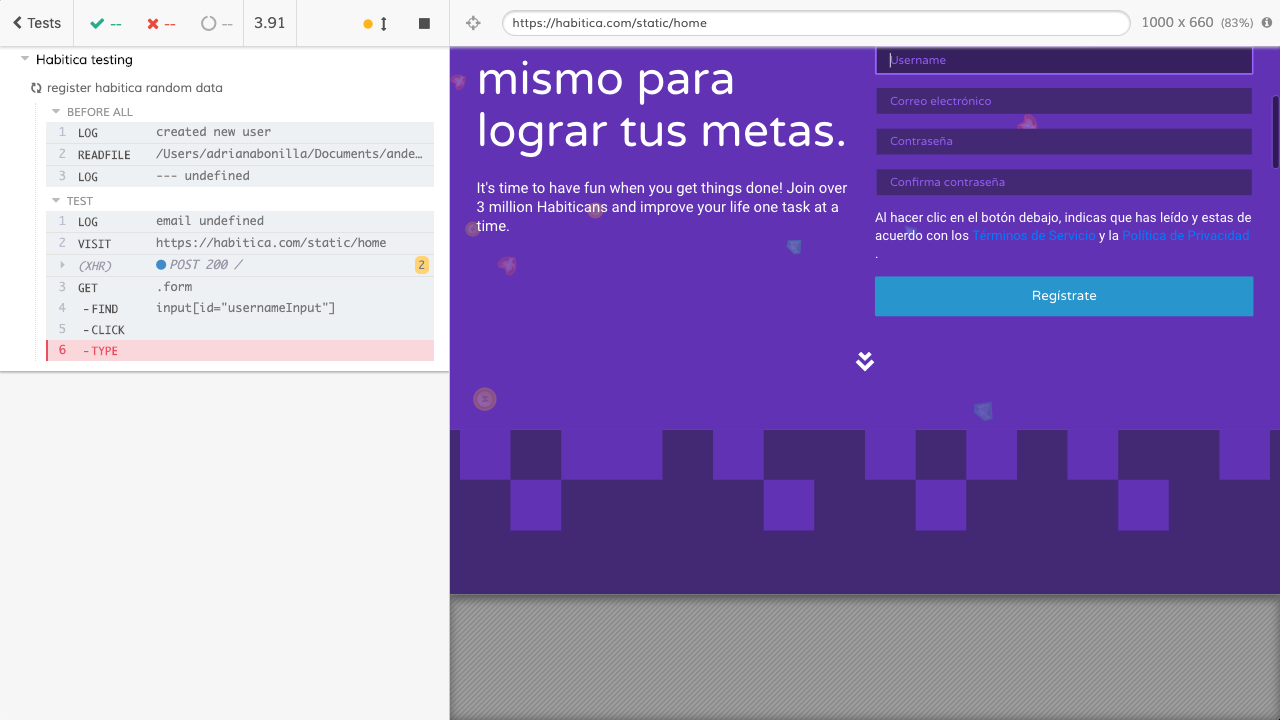 Tests
--
--
--
3.91
https://habitica.com/static/home
1000 x 660 (83%)
Habitica testing
register habitica random data
BEFORE ALL
1 LOG created new user
2 READFILE /Users/adrianabonilla/Documents/ande…
3 LOG --- undefined
TEST
1 LOG email undefined
2 VISIT https://habitica.com/static/home
(XHR) POST 200 / 2
3 GET .form
4 -FIND input[id="usernameInput"]
5 -CLICK
6 -TYPE
mismo para
lograr tus metas.
It's time to have fun when you get things done! Join over
3 million Habiticans and improve your life one task at a
time.
Username
Correo electrónico
Contraseña
Confirma contraseña
Al hacer clic en el botón debajo, indicas que has leído y estas de
acuerdo con los Términos de Servicio y la Política de Privacidad
.
Regístrate